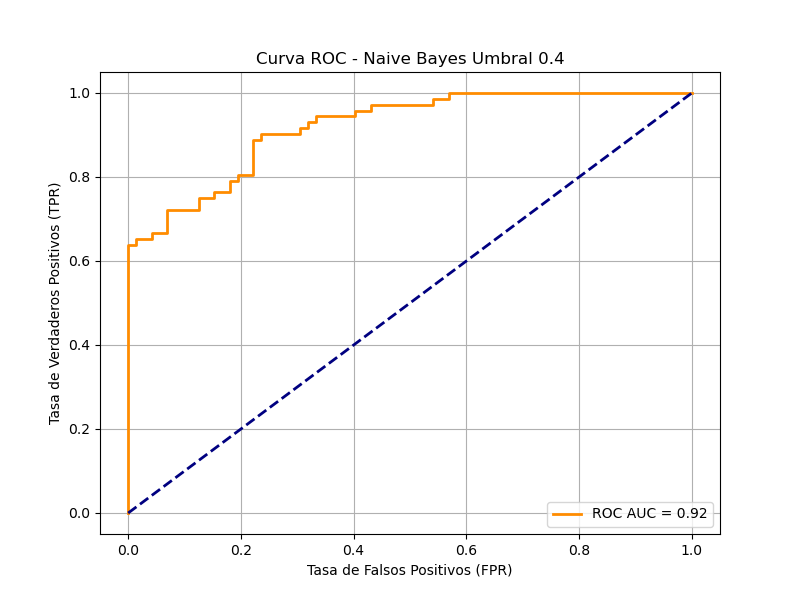 Curva ROC - Naive Bayes Umbral 0.4
Tasa de Verdaderos Positivos (TPR)
1.0
0.8
0.6
0.4
0.2
0.0
0.0 0.2 0.4 0.6 0.8 1.0
Tasa de Falsos Positivos (FPR)
ROC AUC = 0.92